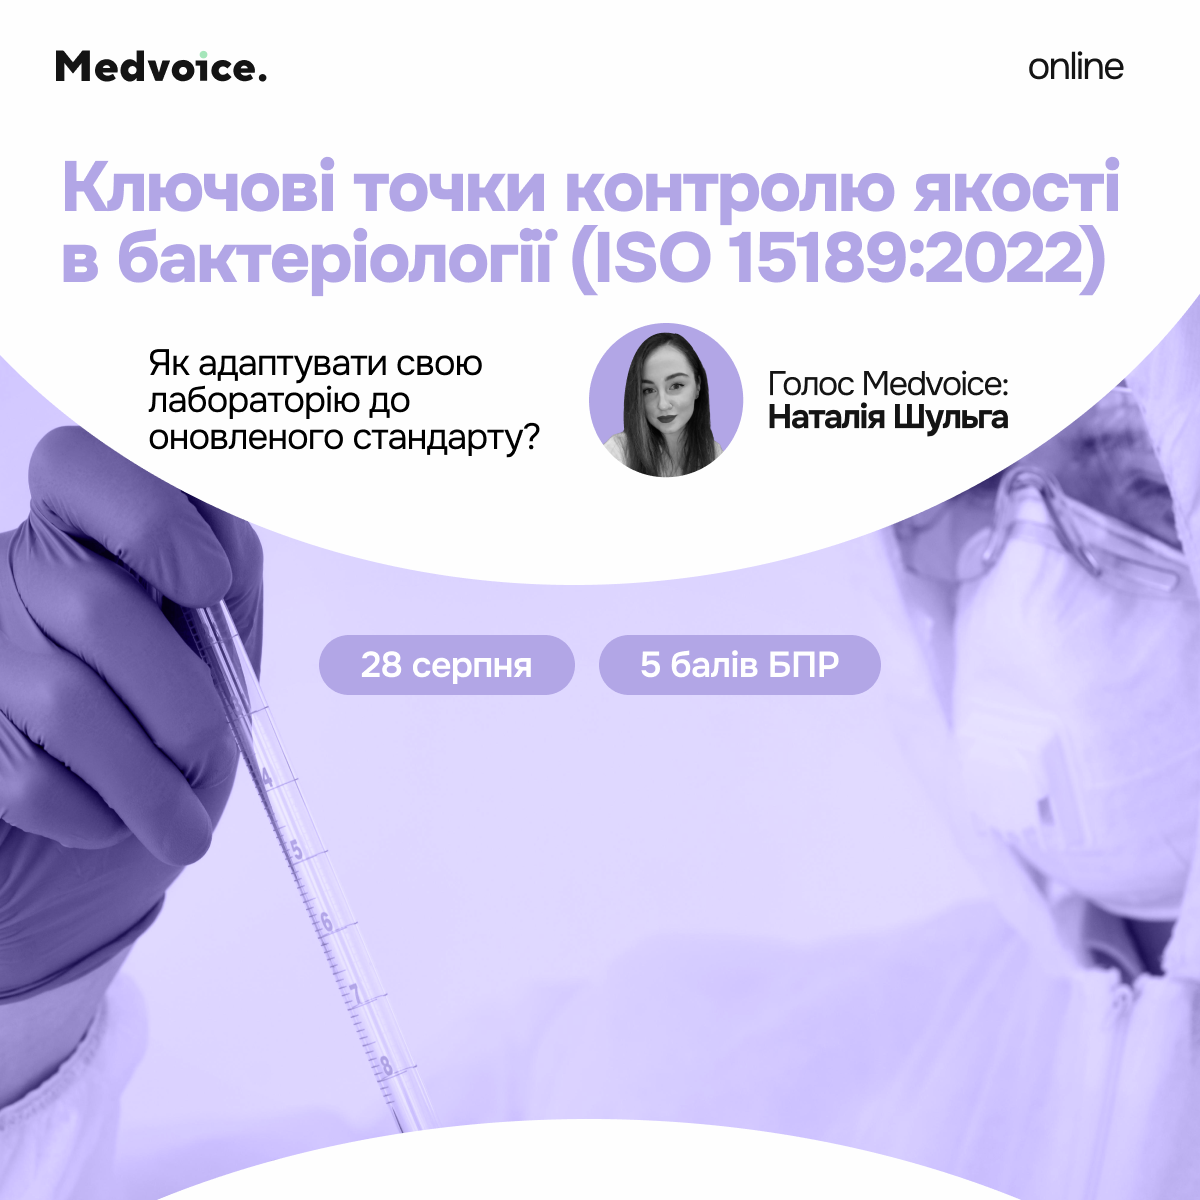 Medvoice.
online
Ключові точки контролю якості
в бактеріології (ISO 15189:2022)
Як адаптувати свою
лабораторію до
оновленого стандарту?
Голос Medvoice:
Наталія Шульга
28 серпня
5 балів БПР
4
5
6
7
8